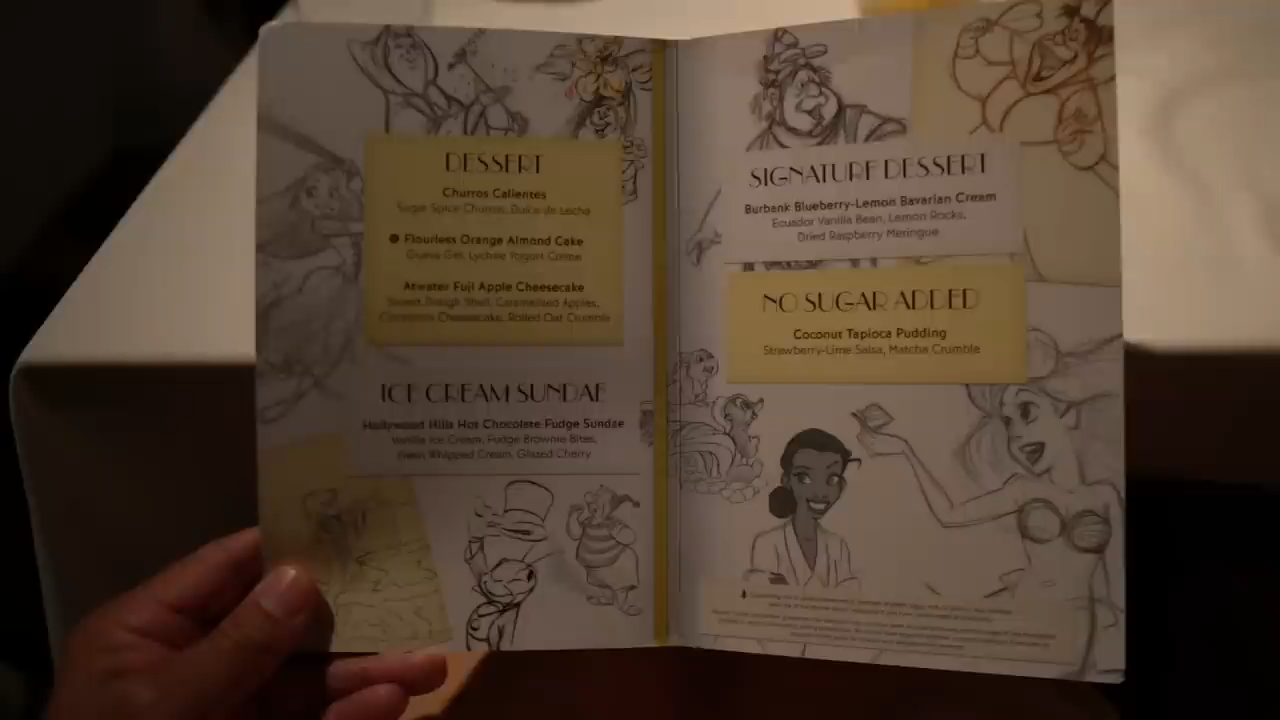 DESSERT
Churros Calientes
Sugar Spice Churros, Dulce de Leche
Flourless Orange Almond Cake
Guava Gel, Lychee Yogurt Crème
Atwater Fuji Apple Cheesecake
Sweet Dough Shell, Caramelized Apples,
Cinnamon Cheesecake, Rolled Oat Crumble
ICE CREAM SUNDAE
Hollywood Hills Hot Chocolate Fudge Sundae
Vanilla Ice Cream, Fudge Brownie Bites,
Fresh Whipped Cream, Glazed Cherry
SIGNATURE DESSERT
Burbank Blueberry-Lemon Bavarian Cream
Ecuador Vanilla Bean, Lemon Rocks,
Dried Raspberry Meringue
NO SUGAR ADDED
Coconut Tapioca Pudding
Strawberry-Lime Salsa, Matcha Crumble